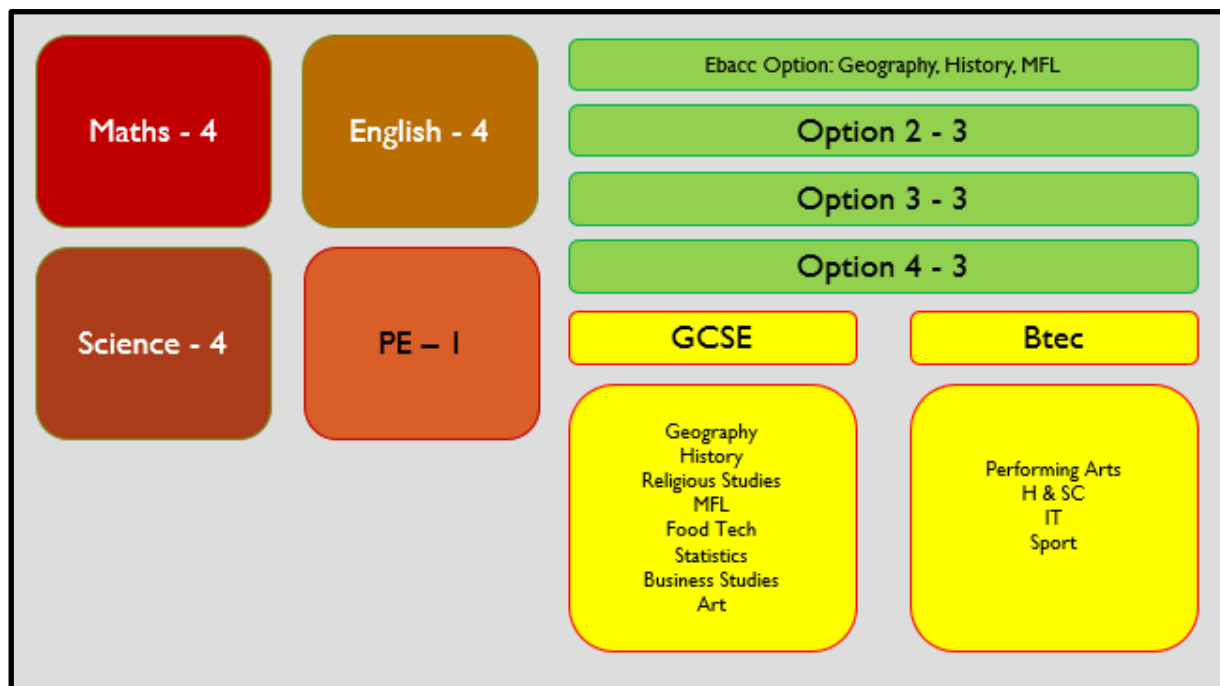 Maths - 4
English - 4
Science - 4
PE – 1
Ebacc Option: Geography, History, MFL
Option 2 - 3
Option 3 - 3
Option 4 - 3
GCSE
Geography
History
Religious Studies
MFL
Food Tech
Statistics
Business Studies
Art
Btec
Performing Arts
H & SC
IT
Sport